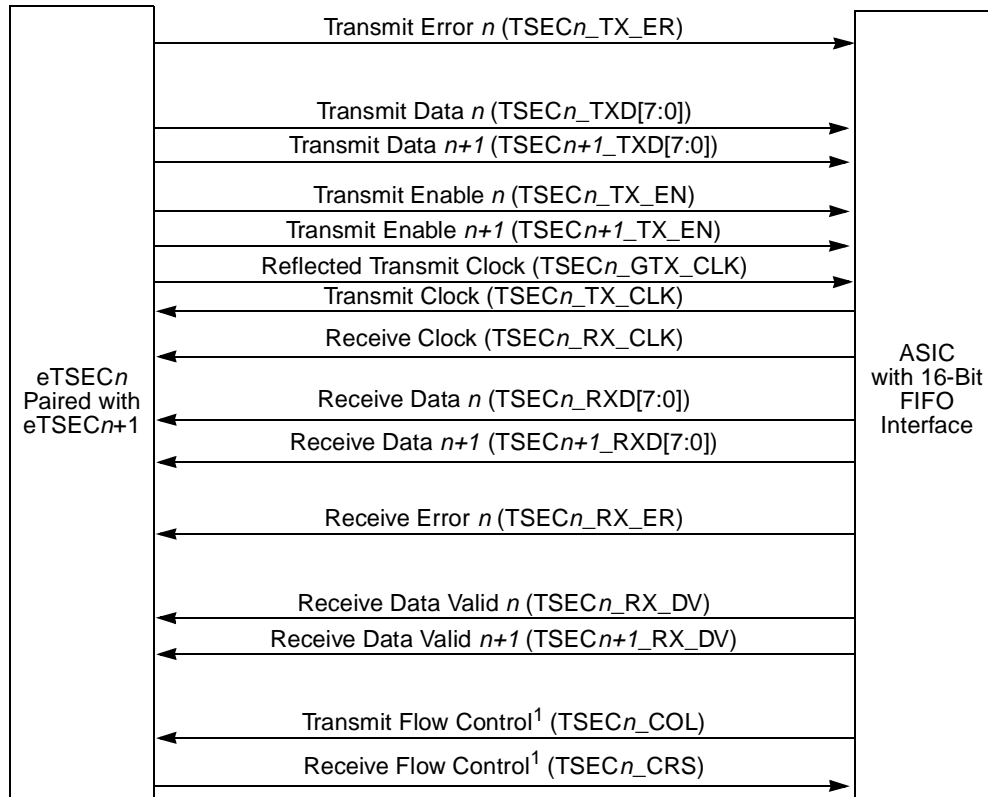 Transmit Error n (TSECn_TX_ER)
Transmit Data n (TSECn_TXD[7:0])
Transmit Data n+1 (TSECn+1_TXD[7:0])
Transmit Enable n (TSECn_TX_EN)
Transmit Enable n+1 (TSECn+1_TX_EN)
Reflected Transmit Clock (TSECn_GTX_CLK)
Transmit Clock (TSECn_TX_CLK)
Receive Clock (TSECn_RX_CLK)
eTSECn
Paired with
eTSECn+1
ASIC
with 16-Bit
FIFO
Interface
Receive Data n (TSECn_RXD[7:0])
Receive Data n+1 (TSECn+1_RXD[7:0])
Receive Error n (TSECn_RX_ER)
Receive Data Valid n (TSECn_RX_DV)
Receive Data Valid n+1 (TSECn+1_RX_DV)
Transmit Flow Control¹ (TSECn_COL)
Receive Flow Control¹ (TSECn_CRS)